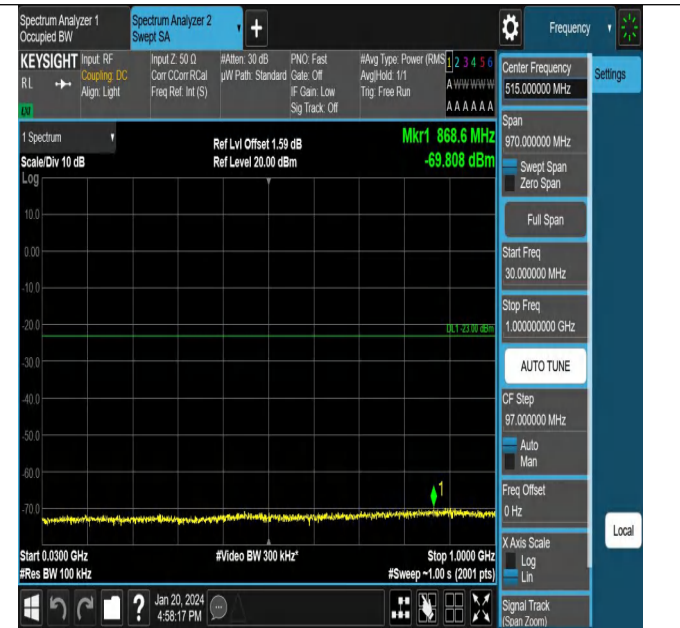 Spectrum Analyzer 1
Occupied BW
Spectrum Analyzer 2
Swept SA
Frequency
KEYSIGHT
RL
LXI
Input: RF
Coupling: DC
Align: Light
Input Z: 50 Ω
Corr CCorr RCal
Freq Ref: Int (S)
#Atten: 30 dB
µW Path: Standard
PNO: Fast
Gate: Off
IF Gain: Low
Sig Track: Off
#Avg Type: Power (RMS
Avg|Hold: 1/1
Trig: Free Run
1 2 3 4 5 6
A W W W W W
A A A A A A
1 Spectrum
Scale/Div 10 dB
Log
Ref Lvl Offset 1.59 dB
Ref Level 20.00 dBm
Mkr1 868.6 MHz
-69.808 dBm
10.0
0.00
-10.0
-20.0
DL1 -23.00 dBm
-30.0
-40.0
-50.0
-60.0
1
-70.0
Start 0.0300 GHz
#Res BW 100 kHz
#Video BW 300 kHz*
Stop 1.0000 GHz
#Sweep ~1.00 s (2001 pts)
Center Frequency
515.000000 MHz
Settings
Span
970.000000 MHz
Swept Span
Zero Span
Full Span
Start Freq
30.000000 MHz
Stop Freq
1.000000000 GHz
AUTO TUNE
CF Step
97.000000 MHz
Auto
Man
Freq Offset
0 Hz
X Axis Scale
Log
Lin
Local
Signal Track
(Span Zoom)
?
Jan 20, 2024
4:58:17 PM